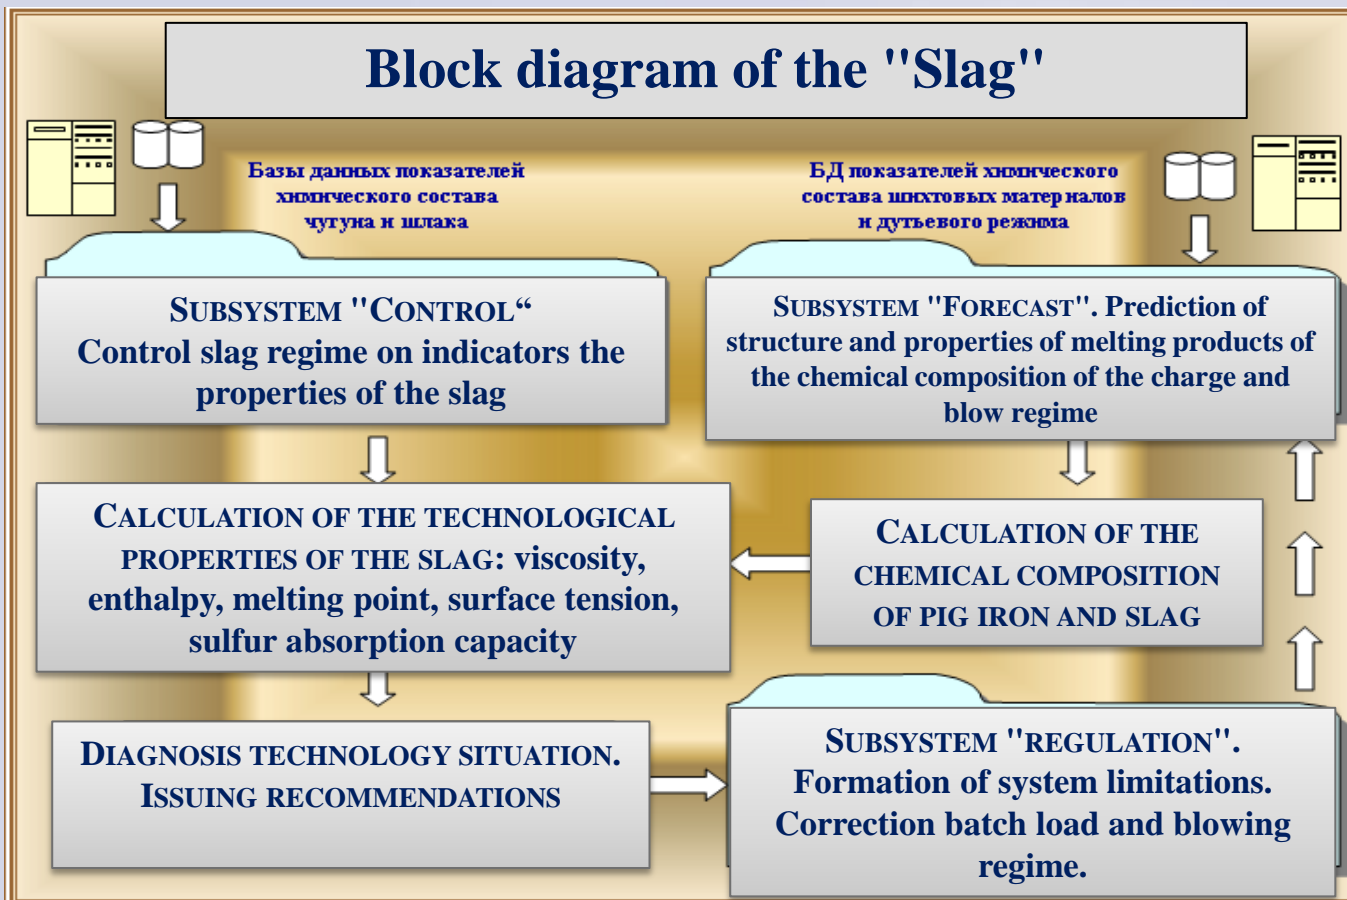 Block diagram of the "Slag"
Базы данных показателей
химического состава
чугуна и шлака
БД показателей химического
состава шихтовых материалов
и дутьевого режима
SUBSYSTEM "CONTROL“
Control slag regime on indicators the
properties of the slag
SUBSYSTEM "FORECAST". Prediction of
structure and properties of melting products of
the chemical composition of the charge and
blow regime
CALCULATION OF THE TECHNOLOGICAL
PROPERTIES OF THE SLAG: viscosity,
enthalpy, melting point, surface tension,
sulfur absorption capacity
CALCULATION OF THE
CHEMICAL COMPOSITION
OF PIG IRON AND SLAG
DIAGNOSIS TECHNOLOGY SITUATION.
ISSUING RECOMMENDATIONS
SUBSYSTEM "REGULATION".
Formation of system limitations.
Correction batch load and blowing
regime.